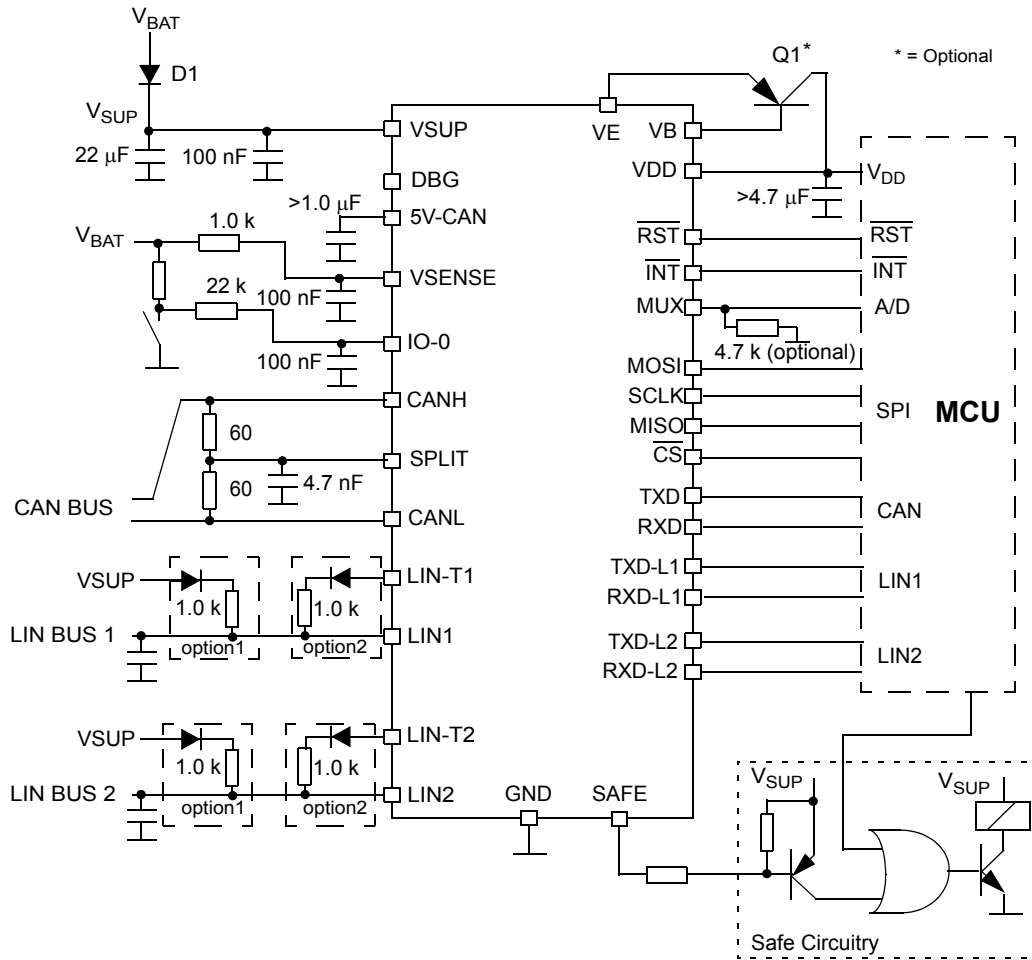 V_BAT
D1
Q1*
* = Optional
V_SUP
VSUP
VE
VB
22 μF
100 nF
DBG
VDD
V_DD
>1.0 μF
5V-CAN
>4.7 μF
V_BAT
1.0 k
RST
RST
VSENSE
INT
INT
22 k
100 nF
MUX
A/D
IO-0
4.7 k (optional)
100 nF
MOSI
CANH
SCLK
SPI
MCU
60
MISO
SPLIT
CS
60
4.7 nF
CAN BUS
TXD
CAN
CANL
RXD
VSUP
LIN-T1
TXD-L1
LIN1
1.0 k
1.0 k
RXD-L1
LIN BUS 1
LIN1
option1
option2
TXD-L2
LIN2
RXD-L2
VSUP
LIN-T2
1.0 k
1.0 k
LIN BUS 2
LIN2
option1
option2
GND
SAFE
V_SUP
V_SUP
Safe Circuitry